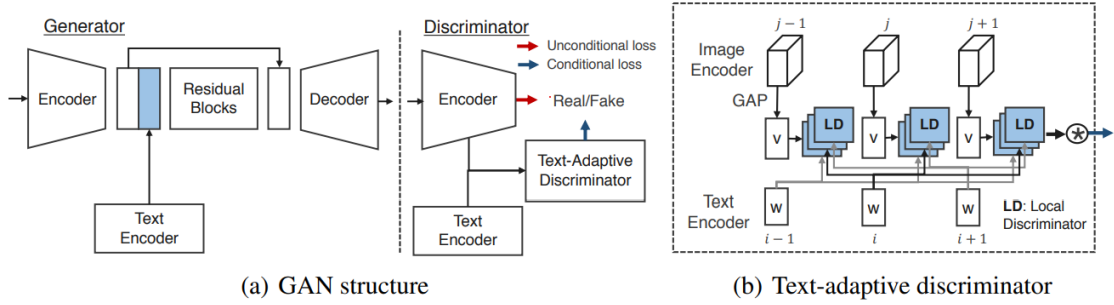 Generator
Encoder
Residual
Blocks
Decoder
Text
Encoder
Discriminator
Unconditional loss
Conditional loss
Encoder
Real/Fake
Text-Adaptive
Discriminator
Text
Encoder
(a) GAN structure
j − 1
j
j + 1
Image
Encoder
GAP
v
LD
v
LD
v
LD
*
Text
Encoder
w
w
w
LD: Local
Discriminator
i − 1
i
i + 1
(b) Text-adaptive discriminator